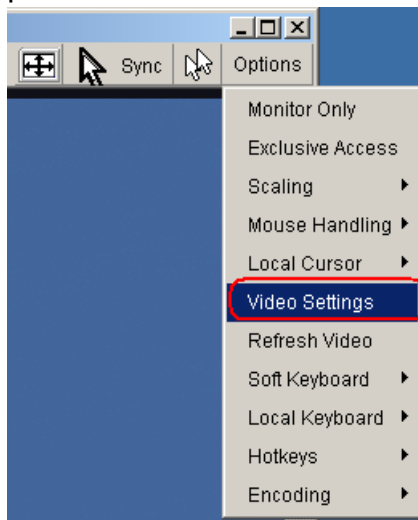 Sync
Options
Monitor Only
Exclusive Access
Scaling
Mouse Handling
Local Cursor
Video Settings
Refresh Video
Soft Keyboard
Local Keyboard
Hotkeys
Encoding